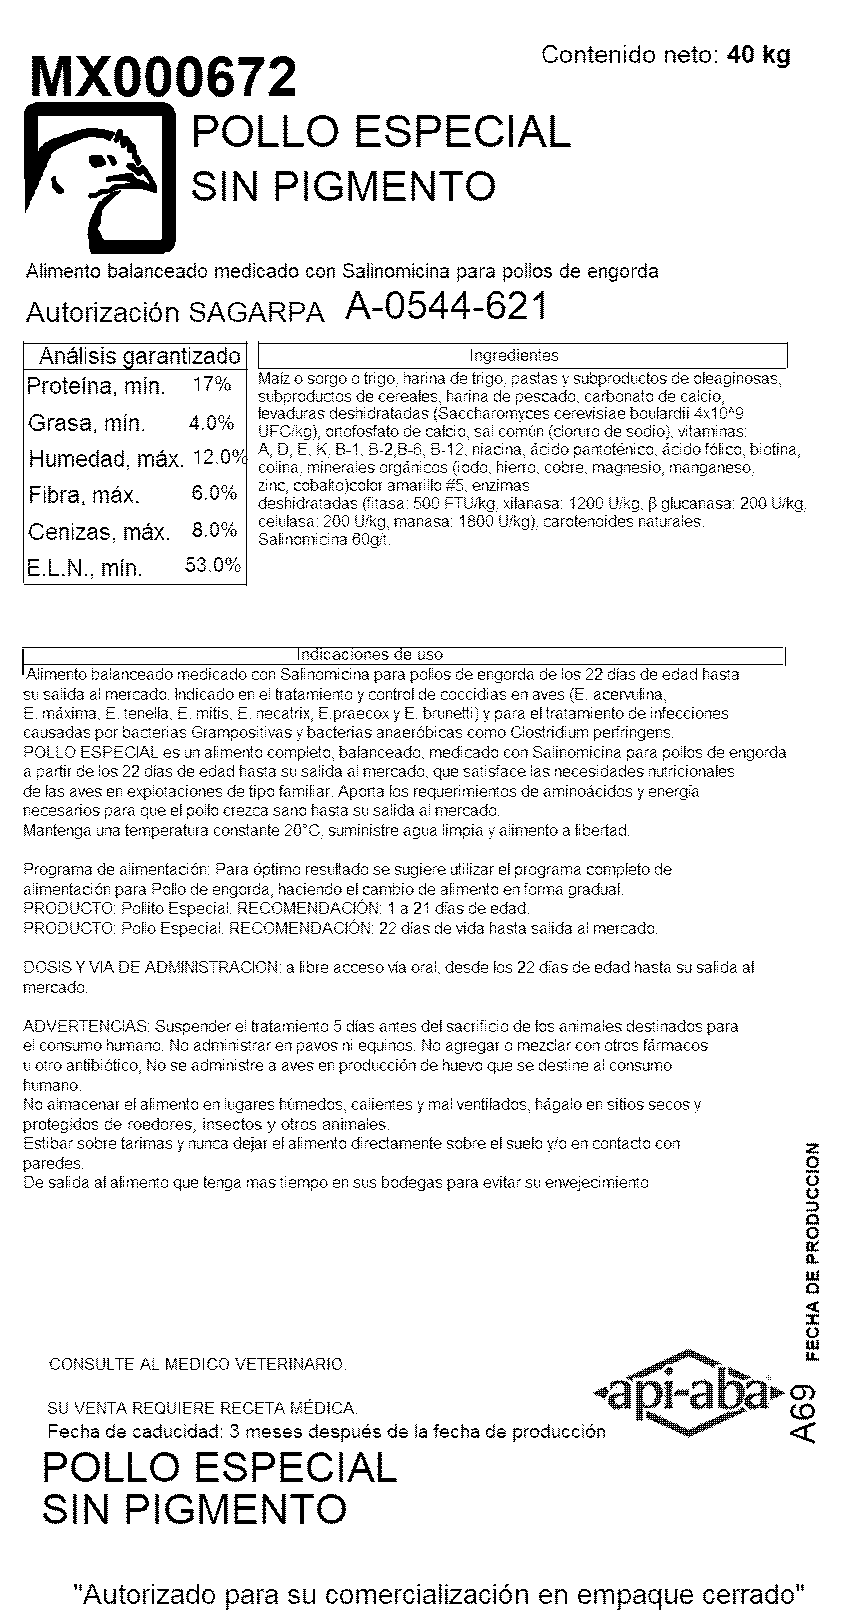 Contenido neto: 40 kg
MX000672
POLLO ESPECIAL
SIN PIGMENTO
Alimento balanceado medicado con Salinomicina para pollos de engorda
Autorización SAGARPA A-0544-621
Análisis garantizado
Proteína, mín. 17%
Grasa, mín. 4.0%
Humedad, máx. 12.0%
Fibra, máx. 6.0%
Cenizas, máx. 8.0%
E.L.N., mín. 53.0%
Ingredientes
Maíz o sorgo o trigo, harina de trigo, pastas y subproductos de oleaginosas,
subproductos de cereales, harina de pescado, carbonato de calcio,
levaduras deshidratadas (Saccharomyces cerevisiae boulardii 4x10^9
UFC/kg), ortofosfato de calcio, sal común (cloruro de sodio), vitaminas:
A, D, E, K, B-1, B-2,B-6, B-12, niacina, ácido pantoténico, ácido fólico, biotina,
colina, minerales orgánicos (iodo, hierro, cobre, magnesio, manganeso,
zinc, cobalto)color amarillo #5, enzimas
deshidratadas (fitasa: 500 FTU/kg, xilanasa: 1200 U/kg, β glucanasa: 200 U/kg,
celulasa: 200 U/kg, manasa: 1800 U/kg), carotenoides naturales.
Salinomicina 60g/t.
Indicaciones de uso
Alimento balanceado medicado con Salinomicina para pollos de engorda de los 22 días de edad hasta
su salida al mercado. Indicado en el tratamiento y control de coccidias en aves (E. acervulina,
E. máxima, E. tenella, E. mitis, E. necatrix, E.praecox y E. brunetti) y para el tratamiento de infecciones
causadas por bacterias Grampositivas y bacterias anaeróbicas como Clostridium perfringens.
POLLO ESPECIAL es un alimento completo, balanceado, medicado con Salinomicina para pollos de engorda
a partir de los 22 días de edad hasta su salida al mercado, que satisface las necesidades nutricionales
de las aves en explotaciones de tipo familiar. Aporta los requerimientos de aminoácidos y energía
necesarios para que el pollo crezca sano hasta su salida al mercado.
Mantenga una temperatura constante 20°C, suministre agua limpia y alimento a libertad.
Programa de alimentación: Para óptimo resultado se sugiere utilizar el programa completo de
alimentación para Pollo de engorda, haciendo el cambio de alimento en forma gradual.
PRODUCTO: Pollito Especial. RECOMENDACIÓN: 1 a 21 días de edad.
PRODUCTO: Pollo Especial. RECOMENDACIÓN: 22 días de vida hasta salida al mercado.
DOSIS Y VIA DE ADMINISTRACION: a libre acceso vía oral, desde los 22 días de edad hasta su salida al
mercado.
ADVERTENCIAS: Suspender el tratamiento 5 días antes del sacrificio de los animales destinados para
el consumo humano. No administrar en pavos ni equinos. No agregar o mezclar con otros fármacos
u otro antibiótico, No se administre a aves en producción de huevo que se destine al consumo
humano.
No almacenar el alimento en lugares húmedos, calientes y mal ventilados, hágalo en sitios secos y
protegidos de roedores, insectos y otros animales.
Estibar sobre tarimas y nunca dejar el alimento directamente sobre el suelo y/o en contacto con
paredes.
De salida al alimento que tenga mas tiempo en sus bodegas para evitar su envejecimiento
FECHA DE PRODUCCION
A69
CONSULTE AL MEDICO VETERINARIO.
api-aba
SU VENTA REQUIERE RECETA MÉDICA.
Fecha de caducidad: 3 meses después de la fecha de producción
POLLO ESPECIAL
SIN PIGMENTO
"Autorizado para su comercialización en empaque cerrado"